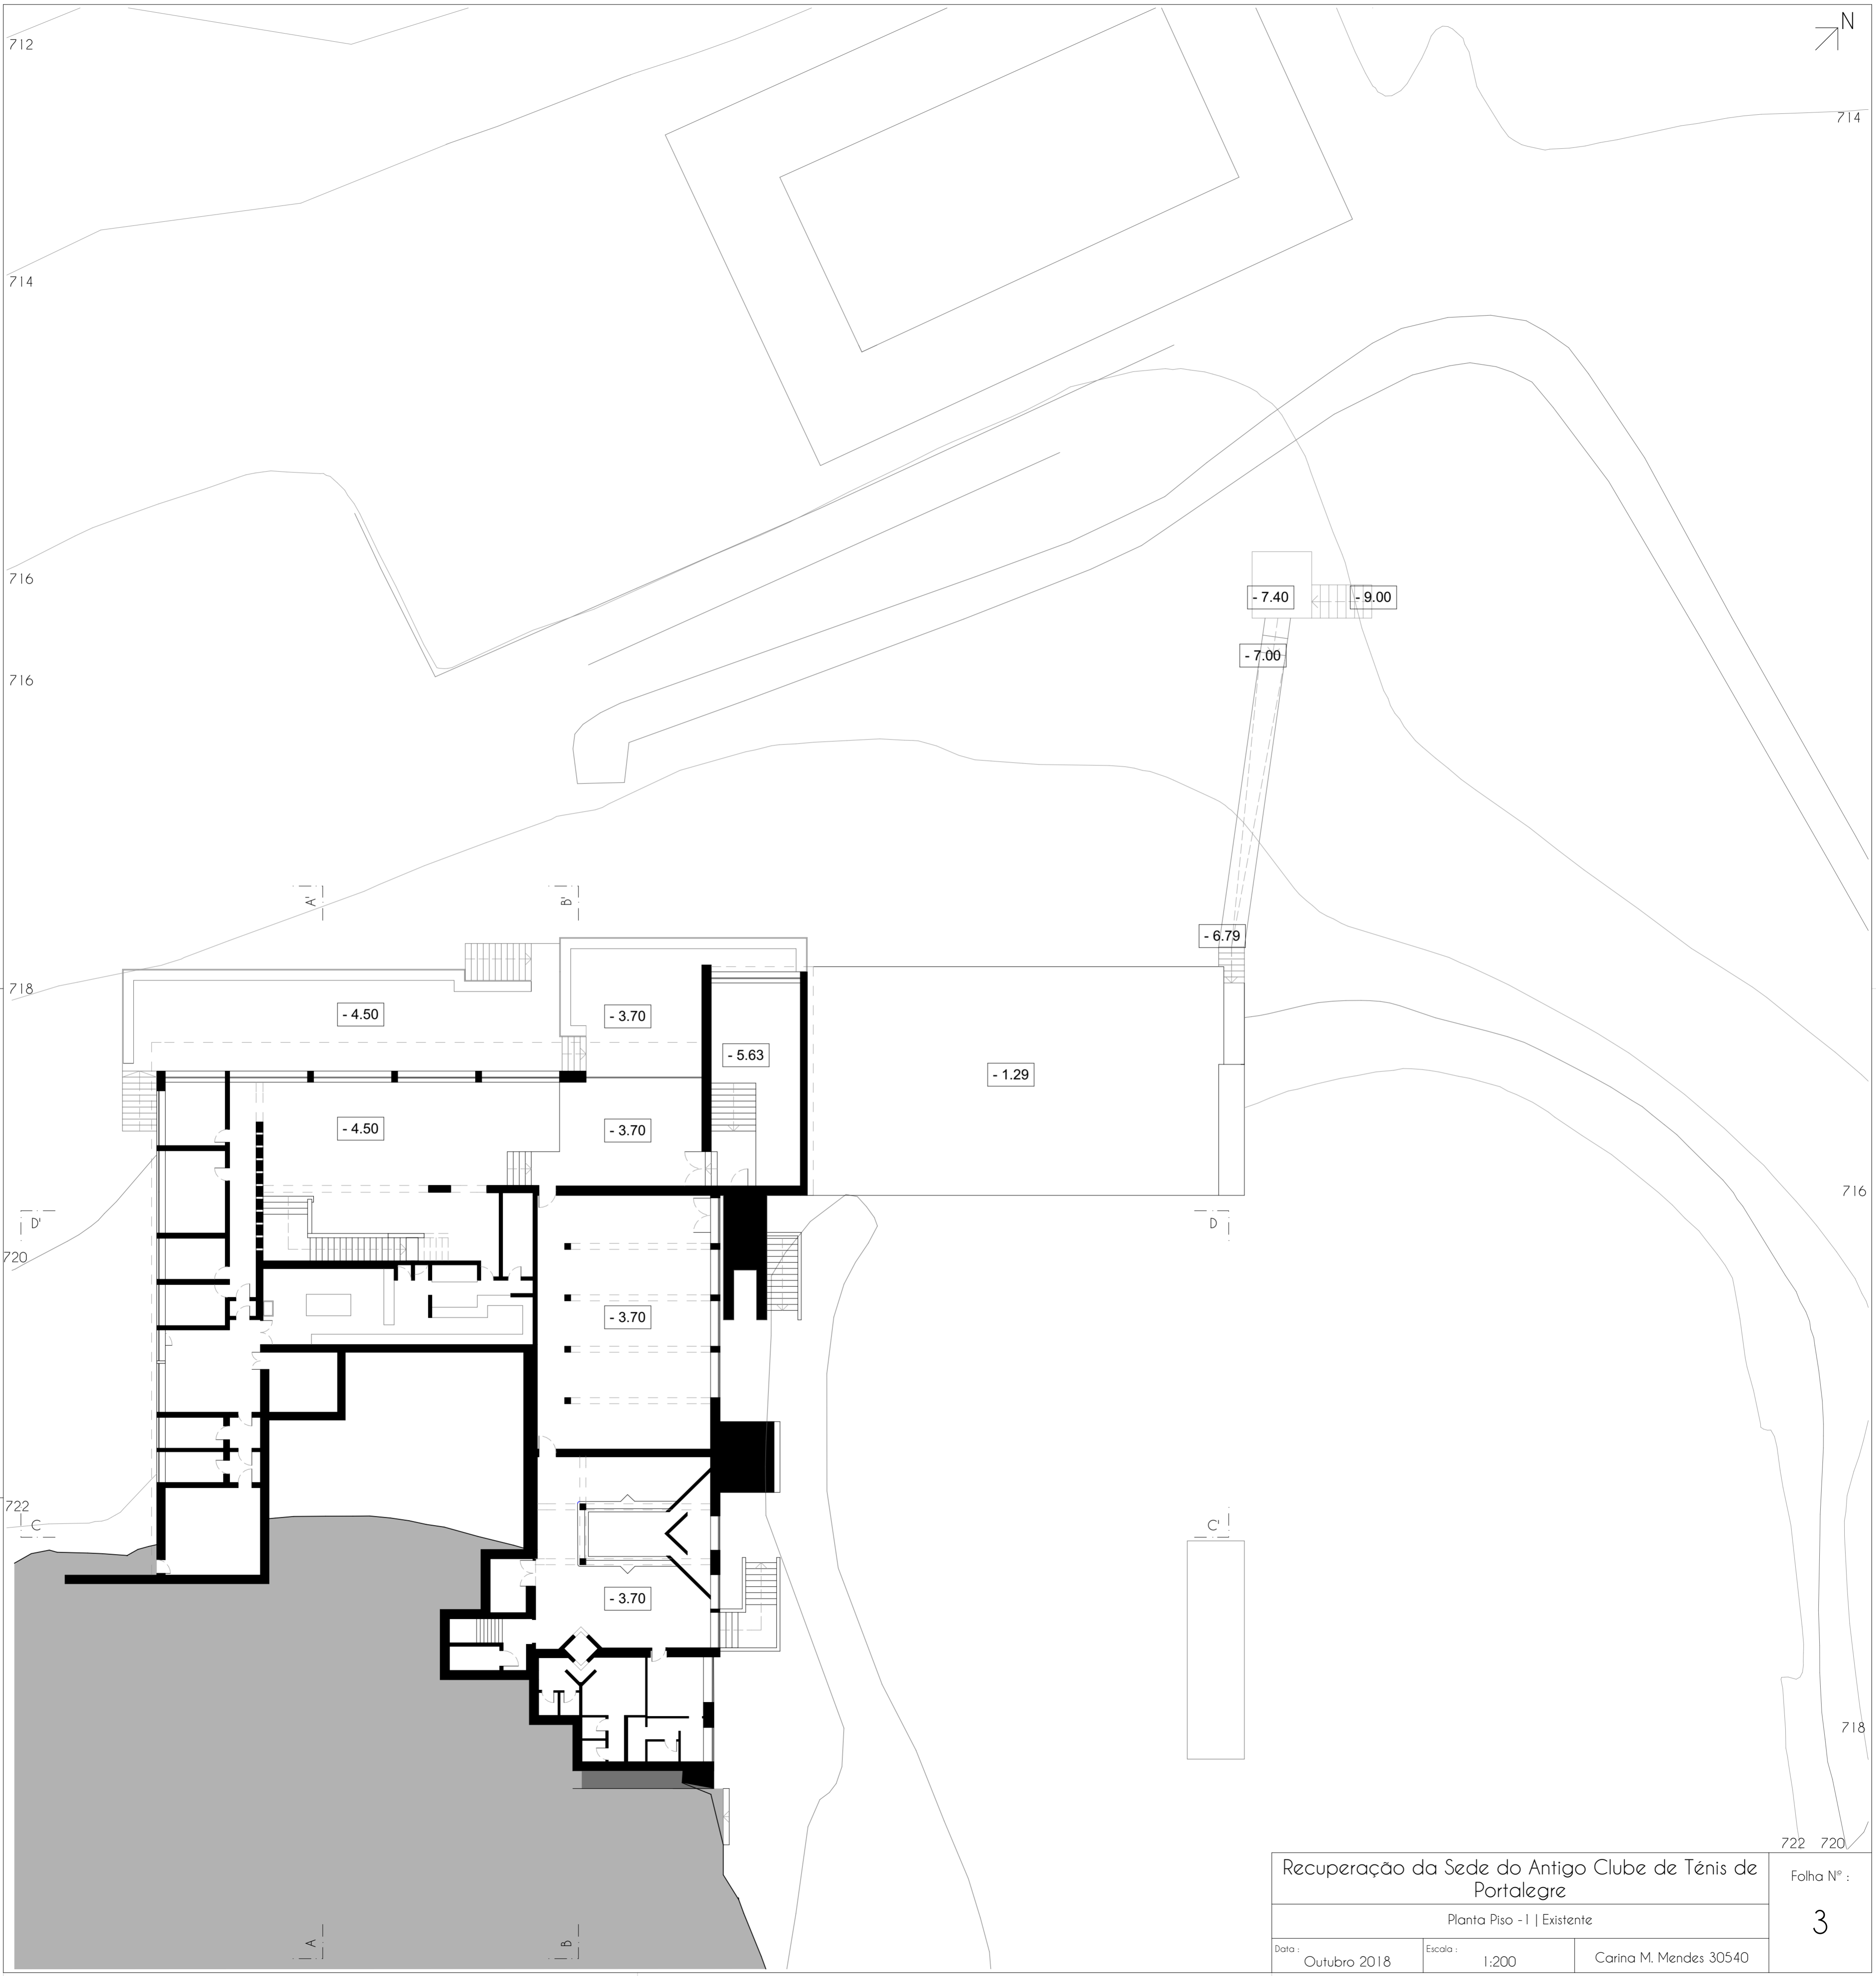 N
712
714
714
716
- 7.40
- 9.00
- 7.00
716
A'
B'
- 6.79
718
- 4.50
- 3.70
- 5.63
- 1.29
- 4.50
- 3.70
716
D'
D
720
- 3.70
722
C
C'
- 3.70
718
722 720
A
B
Recuperação da Sede do Antigo Clube de Ténis de
Portalegre
Folha Nº :
3
Planta Piso -1 | Existente
Data :
Outubro 2018
Escala :
1:200
Carina M. Mendes 30540